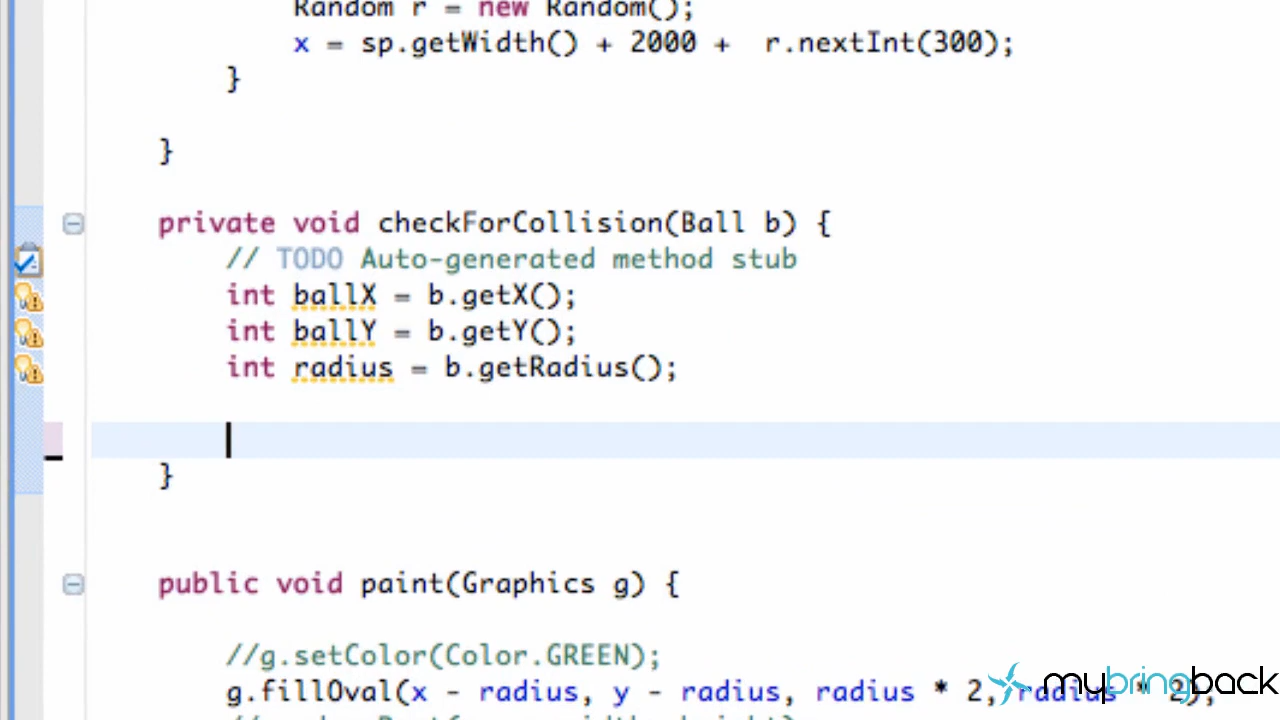 Random r = new Random();
x = sp.getWidth() + 2000 +  r.nextInt(300);
}
}
private void checkForCollision(Ball b) {
// TODO Auto-generated method stub
int ballX = b.getX();
int ballY = b.getY();
int radius = b.getRadius();
}
public void paint(Graphics g) {
//g.setColor(Color.GREEN);
g.fillOval(x - radius, y - radius, radius * 2, radius * 2);
mybringback